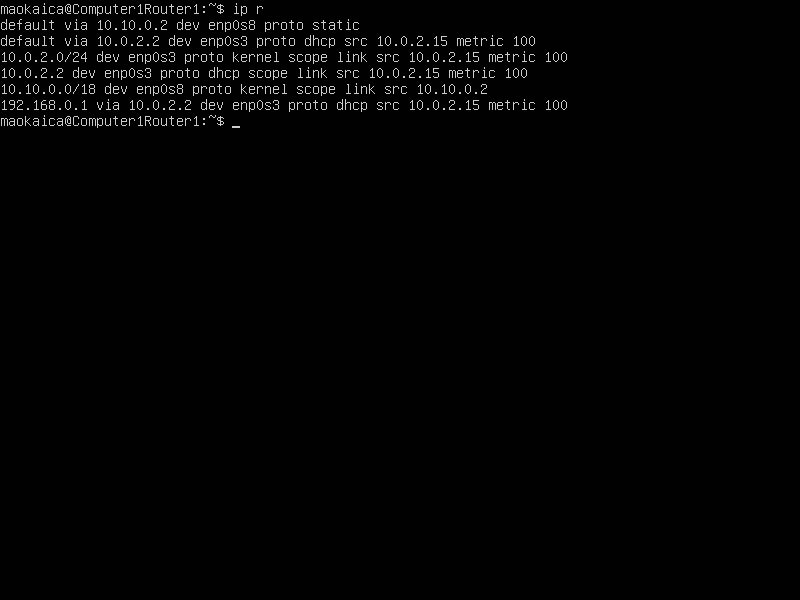 maokaica@Computer1Router1:~$ ip r
default via 10.10.0.2 dev enp0s8 proto static
default via 10.0.2.2 dev enp0s3 proto dhcp src 10.0.2.15 metric 100
10.0.2.0/24 dev enp0s3 proto kernel scope link src 10.0.2.15 metric 100
10.0.2.2 dev enp0s3 proto dhcp scope link src 10.0.2.15 metric 100
10.10.0.0/18 dev enp0s8 proto kernel scope link src 10.10.0.2
192.168.0.1 via 10.0.2.2 dev enp0s3 proto dhcp src 10.0.2.15 metric 100
maokaica@Computer1Router1:~$ _